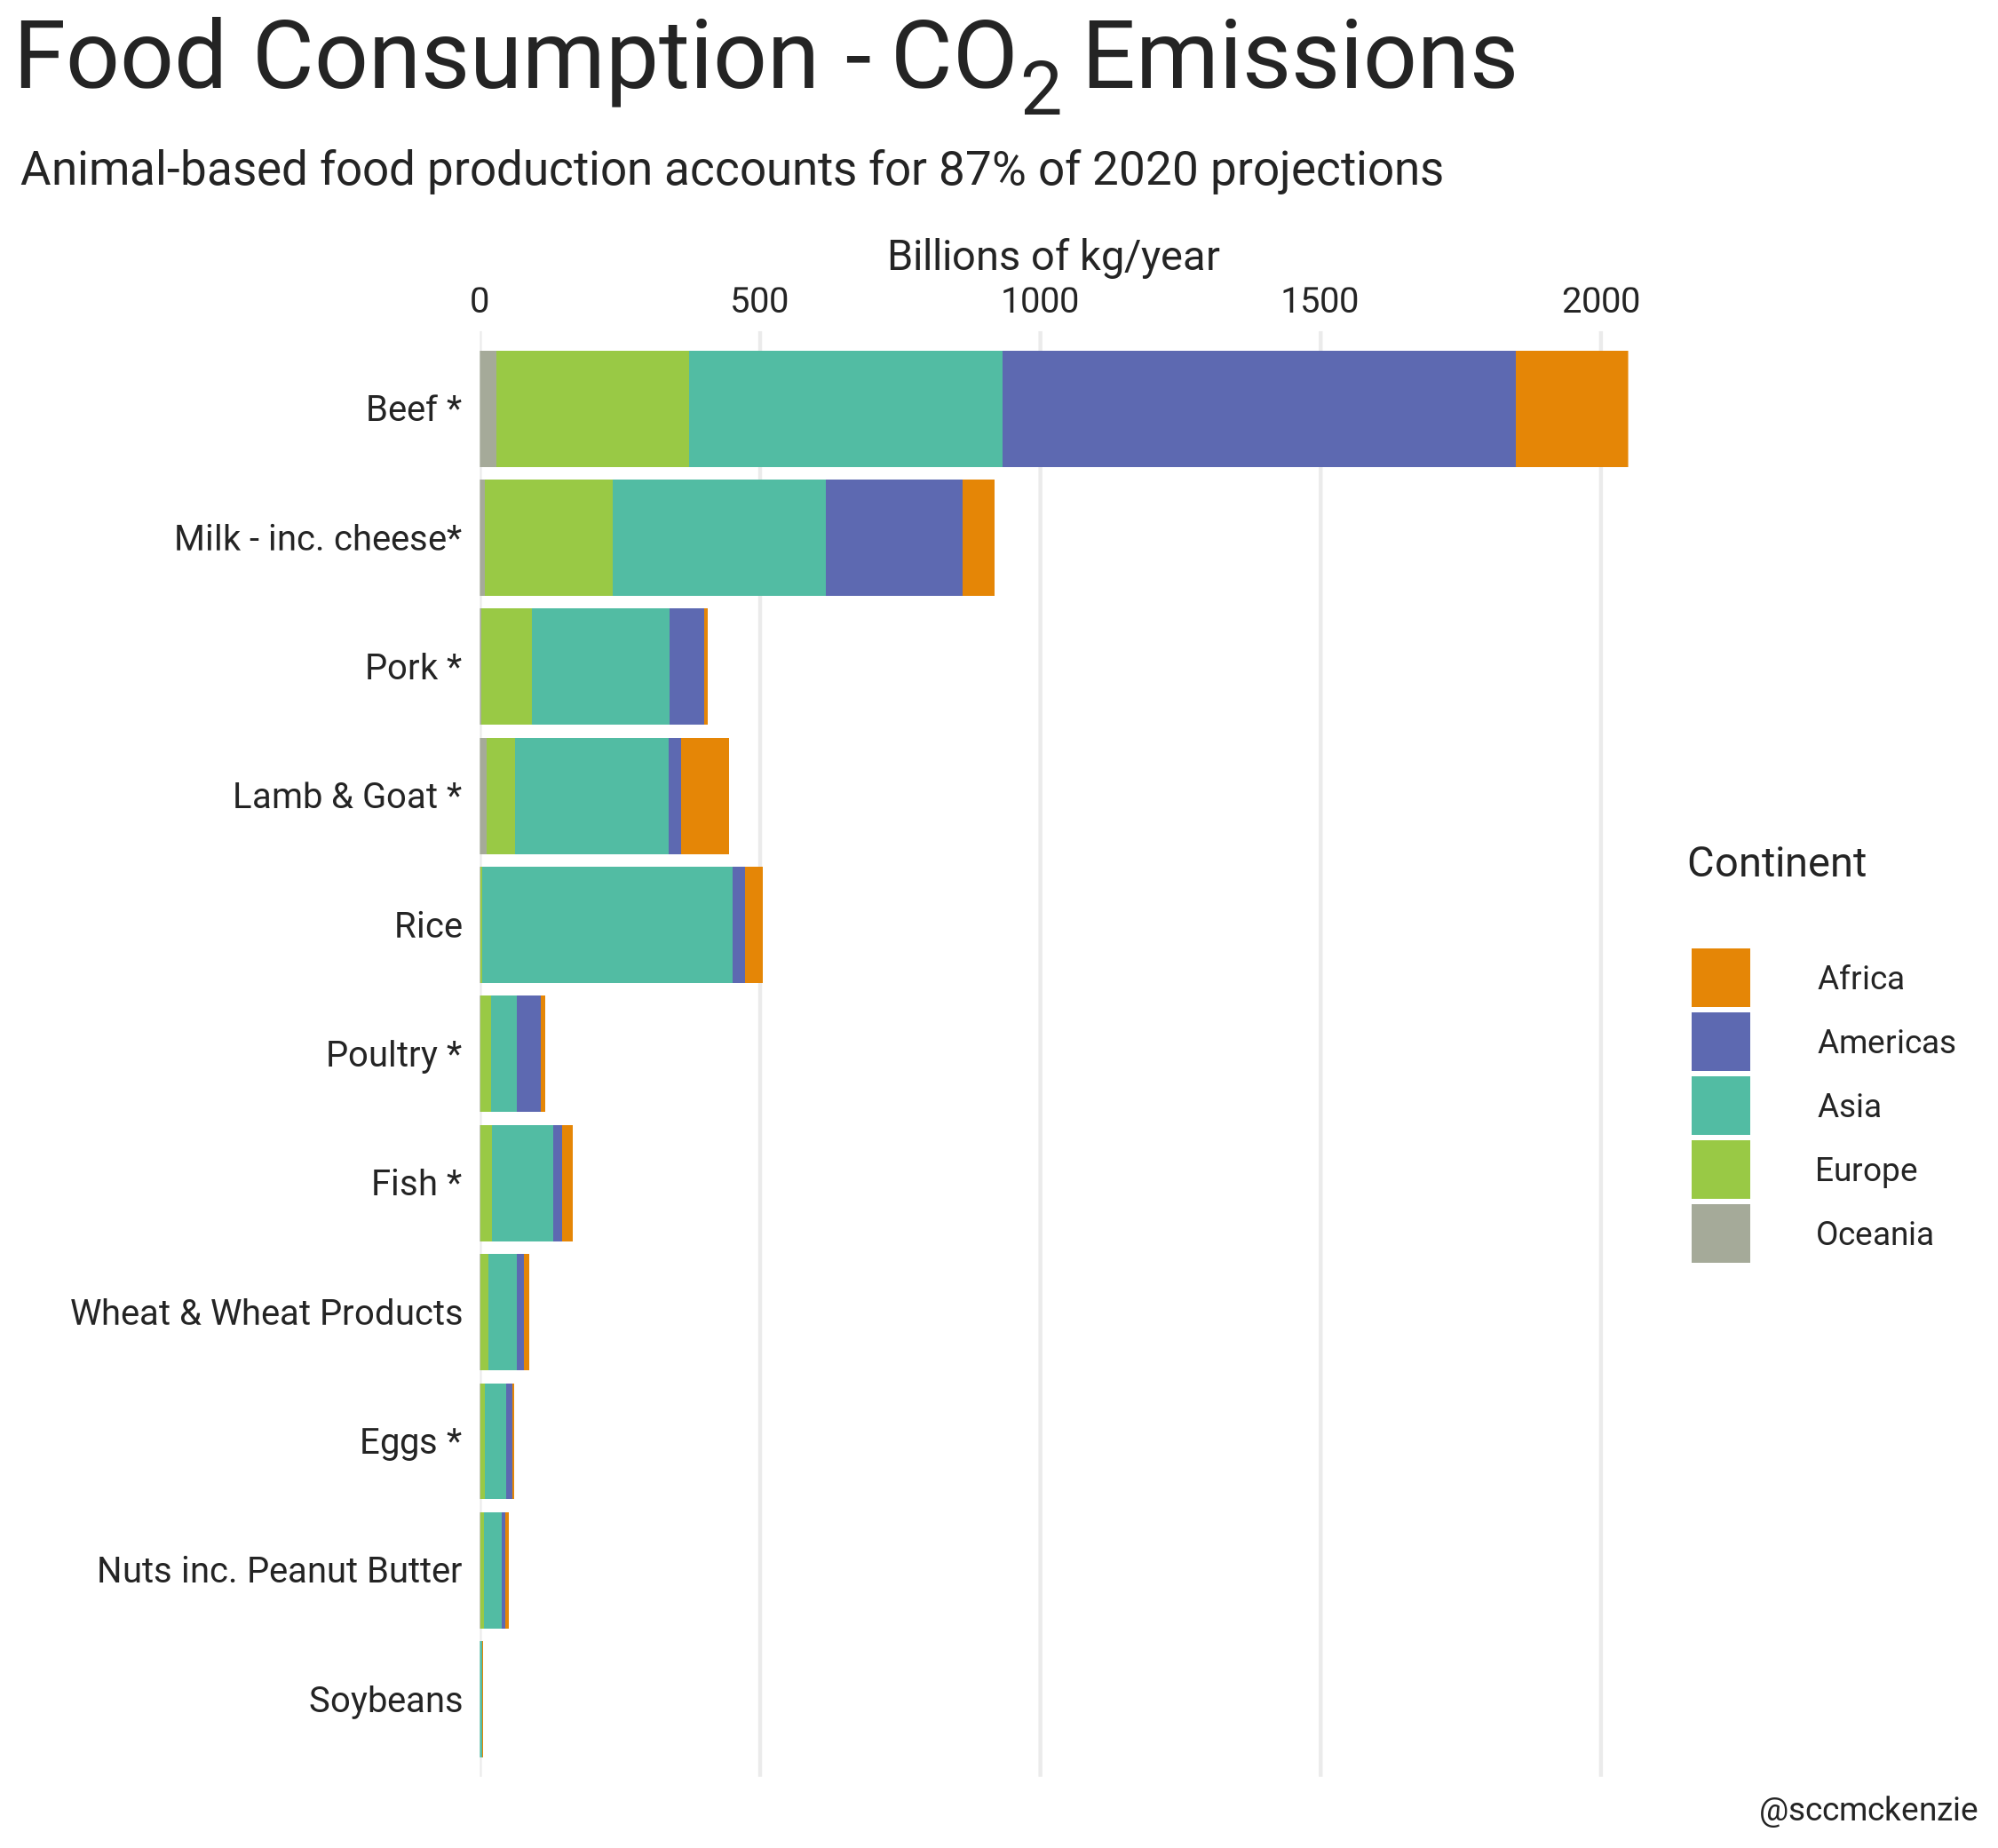 Food Consumption - CO2 Emissions
Animal-based food production accounts for 87% of 2020 projections
Billions of kg/year
0 500 1000 1500 2000
Beef *
Milk - inc. cheese*
Pork *
Lamb & Goat *
Rice
Poultry *
Fish *
Wheat & Wheat Products
Eggs *
Nuts inc. Peanut Butter
Soybeans
Continent
Africa
Americas
Asia
Europe
Oceania
@sccmckenzie